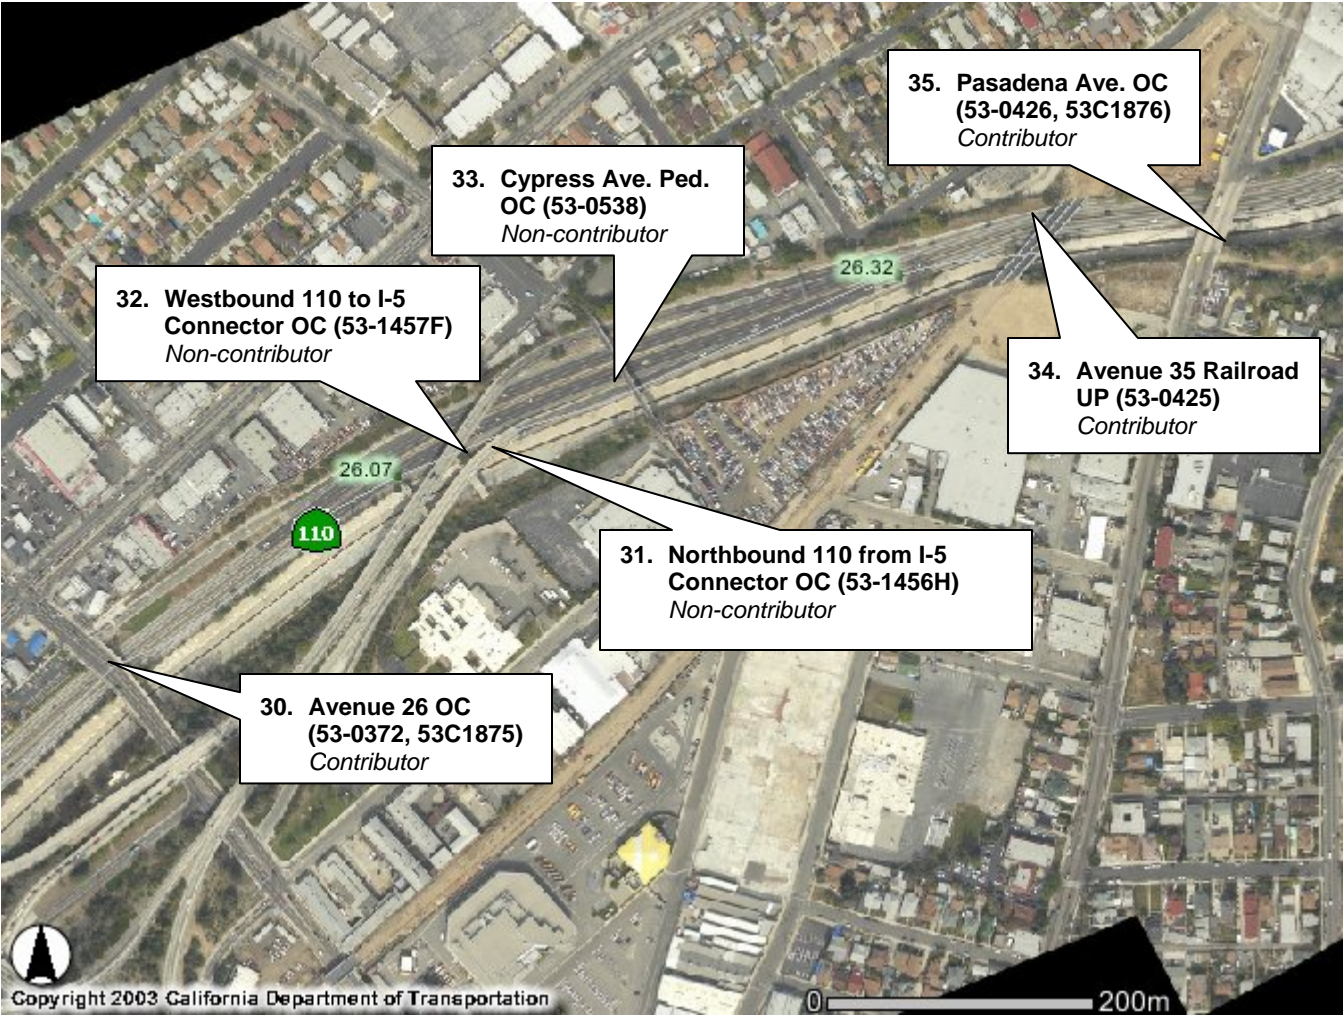 35. Pasadena Ave. OC
(53-0426, 53C1876)
Contributor
33. Cypress Ave. Ped.
OC (53-0538)
Non-contributor
32. Westbound 110 to I-5
Connector OC (53-1457F)
Non-contributor
26.32
34. Avenue 35 Railroad
UP (53-0425)
Contributor
26.07
110
31. Northbound 110 from I-5
Connector OC (53-1456H)
Non-contributor
30. Avenue 26 OC
(53-0372, 53C1875)
Contributor
Copyright 2003 California Department of Transportation
0 200m